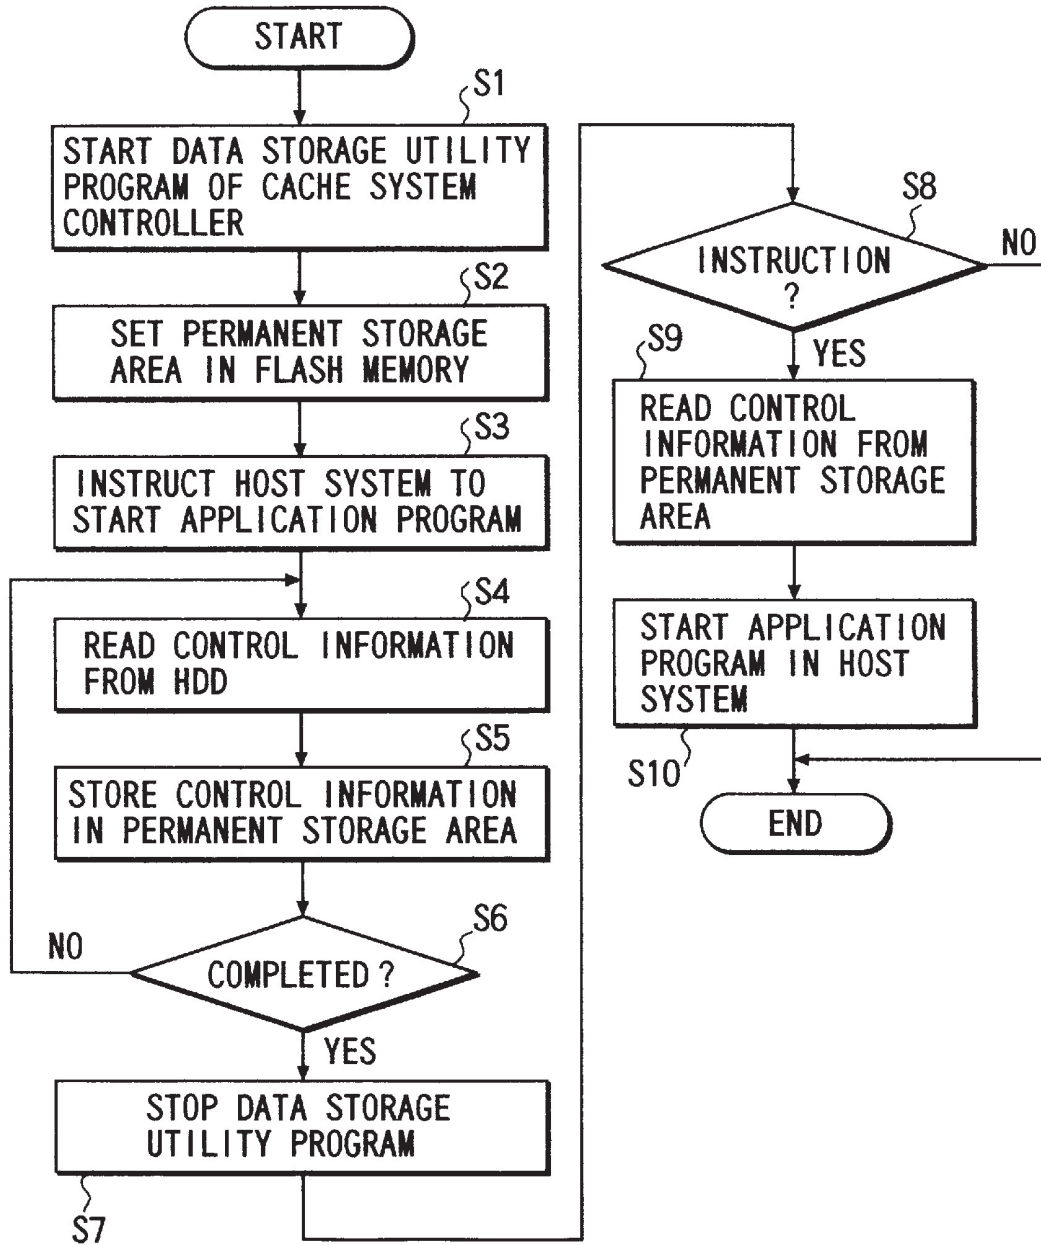 START
S1
START DATA STORAGE UTILITY
PROGRAM OF CACHE SYSTEM
CONTROLLER
S2
SET PERMANENT STORAGE
AREA IN FLASH MEMORY
S3
INSTRUCT HOST SYSTEM TO
START APPLICATION PROGRAM
S4
READ CONTROL INFORMATION
FROM HDD
S5
STORE CONTROL INFORMATION
IN PERMANENT STORAGE AREA
S6
NO
COMPLETED ?
YES
STOP DATA STORAGE
UTILITY PROGRAM
S7
S8
NO
INSTRUCTION
?
YES
S9
READ CONTROL
INFORMATION FROM
PERMANENT STORAGE
AREA
START APPLICATION
PROGRAM IN HOST
SYSTEM
S10
END